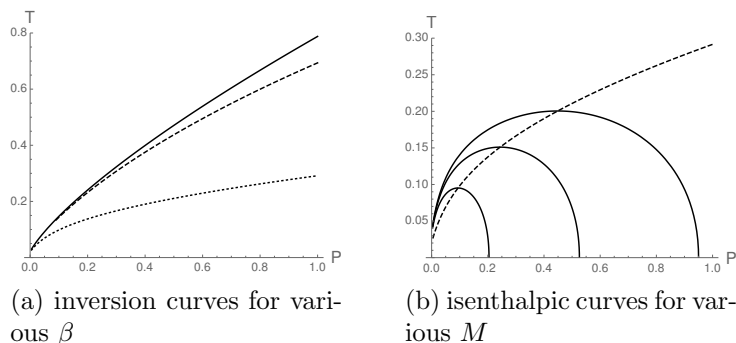 T
0.8
0.6
0.4
0.2
0.0 0.2 0.4 0.6 0.8 1.0 P
(a) inversion curves for vari-
ous β
T
0.30
0.25
0.20
0.15
0.10
0.05
0.0 0.2 0.4 0.6 0.8 1.0 P
(b) isenthalpic curves for var-
ious M